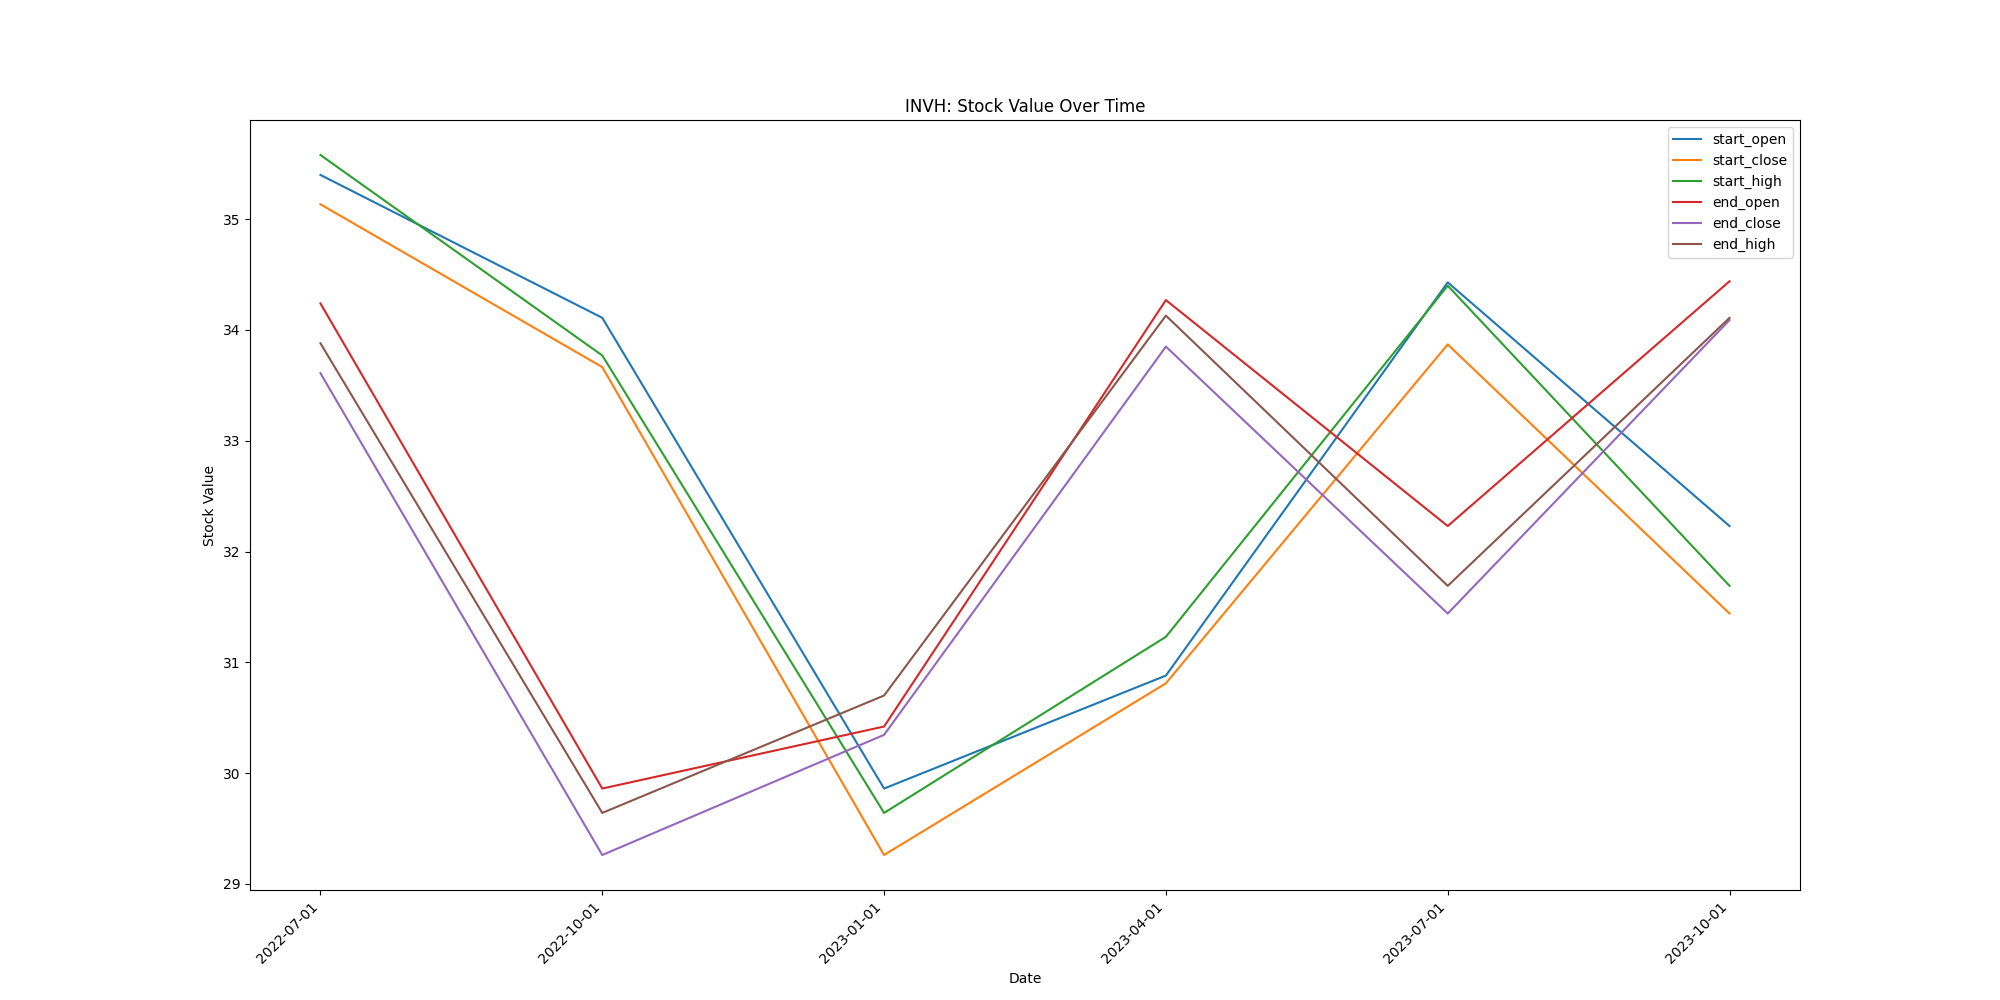 INVH: Stock Value Over Time
start_open
start_close
start_high
end_open
end_close
end_high
Stock Value
35
34
33
32
31
30
29
2022-07-01
2022-10-01
2023-01-01
2023-04-01
2023-07-01
2023-10-01
Date